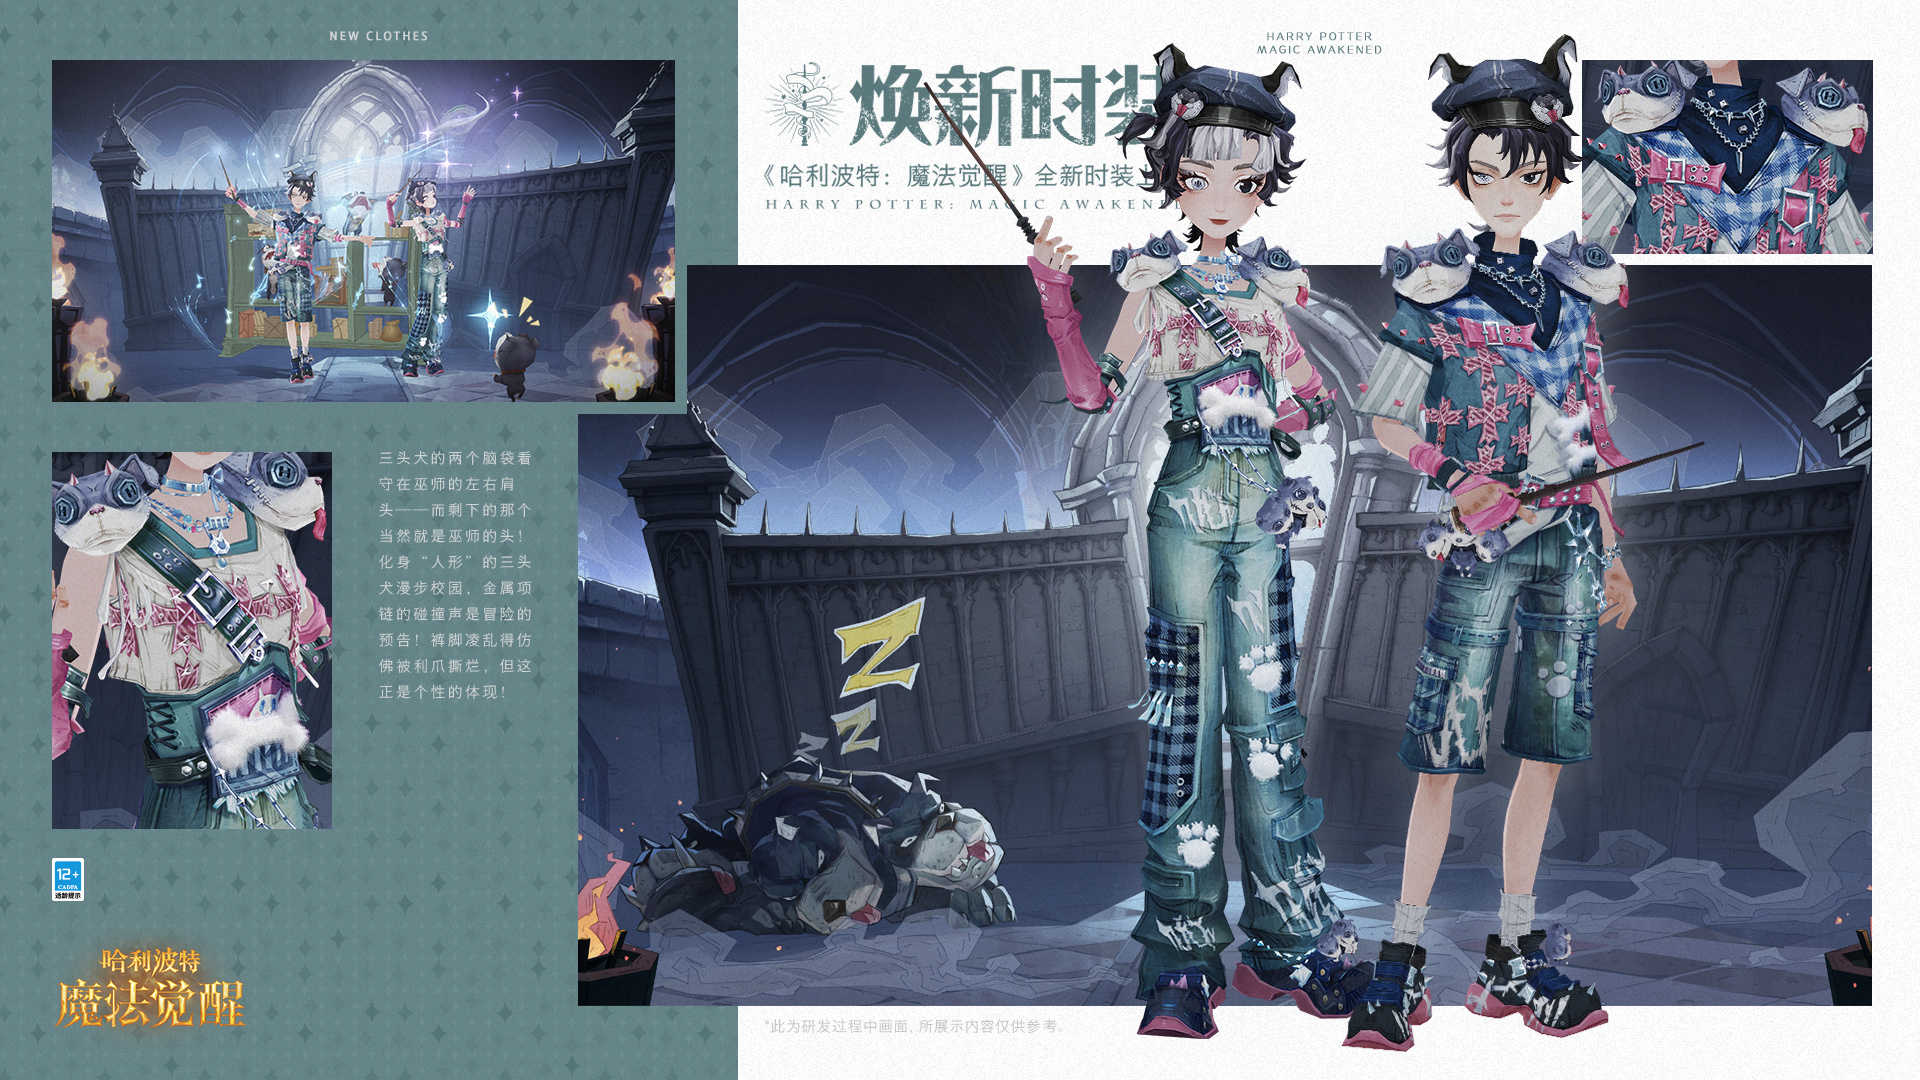 NEW CLOTHES
HARRY POTTER
MAGIC AWAKENED
焕新时装
《哈利波特：魔法觉醒》全新时装上
HARRY POTTER: MAGIC AWAKEN
三头犬的两个脑袋看
守在巫师的左右肩
头——而剩下的那个
当然就是巫师的头！
化身“人形”的三头
犬漫步校园，金属项
链的碰撞声是冒险的
预告！裤脚凌乱得仿
佛被利爪撕烂，但这
正是个性的体现！
Z
Z
Z
12+
CADPA
适龄提示
哈利波特
魔法觉醒
*此为研发过程中画面，所展示内容仅供参考。